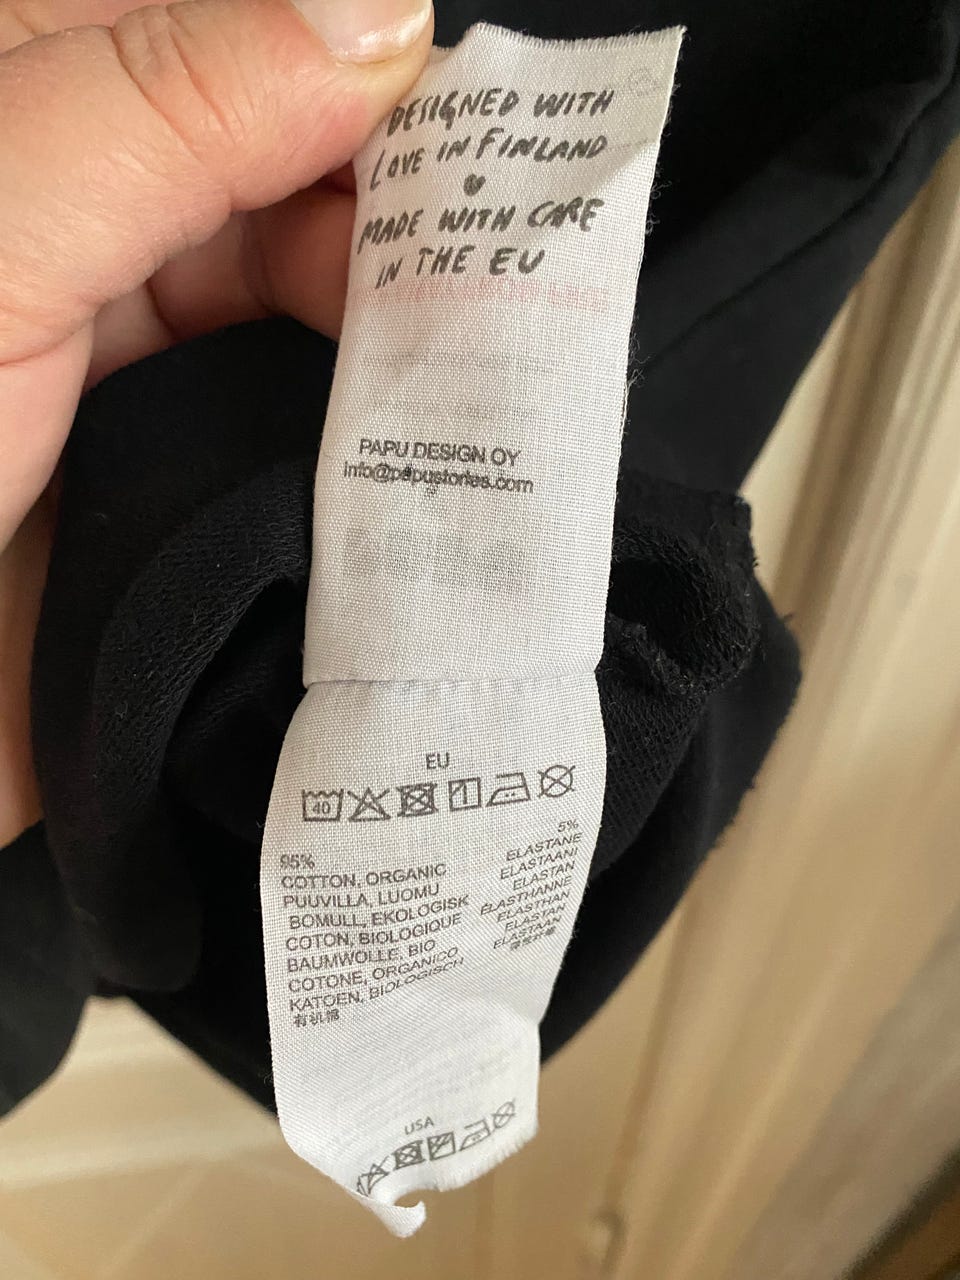 DESIGNED WITH
LOVE IN FINLAND
MADE WITH CARE
IN THE EU
PAPU DESIGN OY
info@papustories.com
EU
40
95%
COTTON, ORGANIC
PUUVILLA, LUOMU
BOMULL, EKOLOGISK
COTON, BIOLOGIQUE
BAUMWOLLE, BIO
COTONE, ORGANICO
KATOEN, BIOLOGISCH
有机棉
5%
ELASTANE
ELASTAANI
ELASTAN
ÉLASTHANNE
ELASTHAN
ELASTAN
ELASTAAN
USA